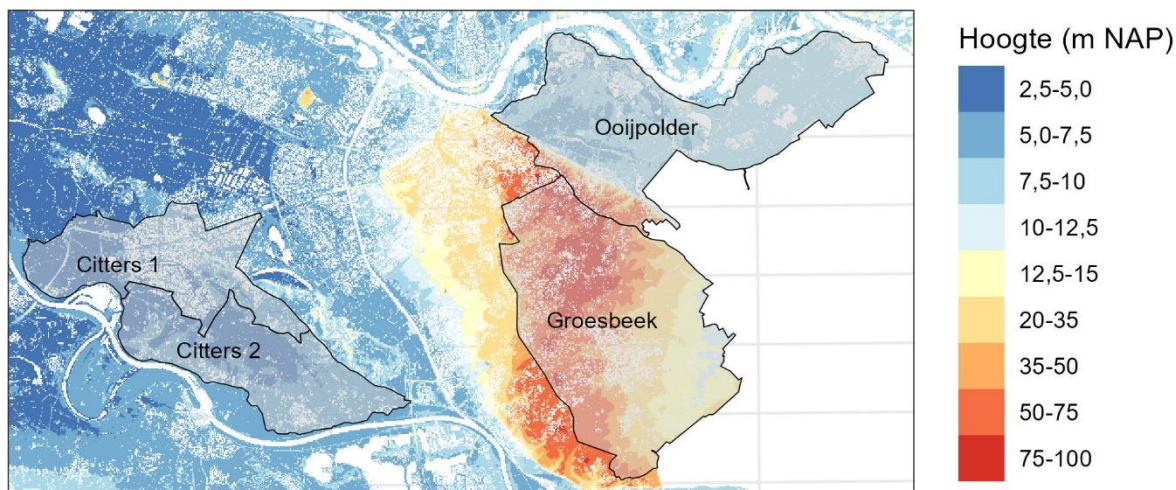 Hoogte (m NAP)
2,5-5,0
5,0-7,5
7,5-10
10-12,5
12,5-15
20-35
35-50
50-75
75-100
Ooijpolder
Citters 1
Groesbeek
Citters 2